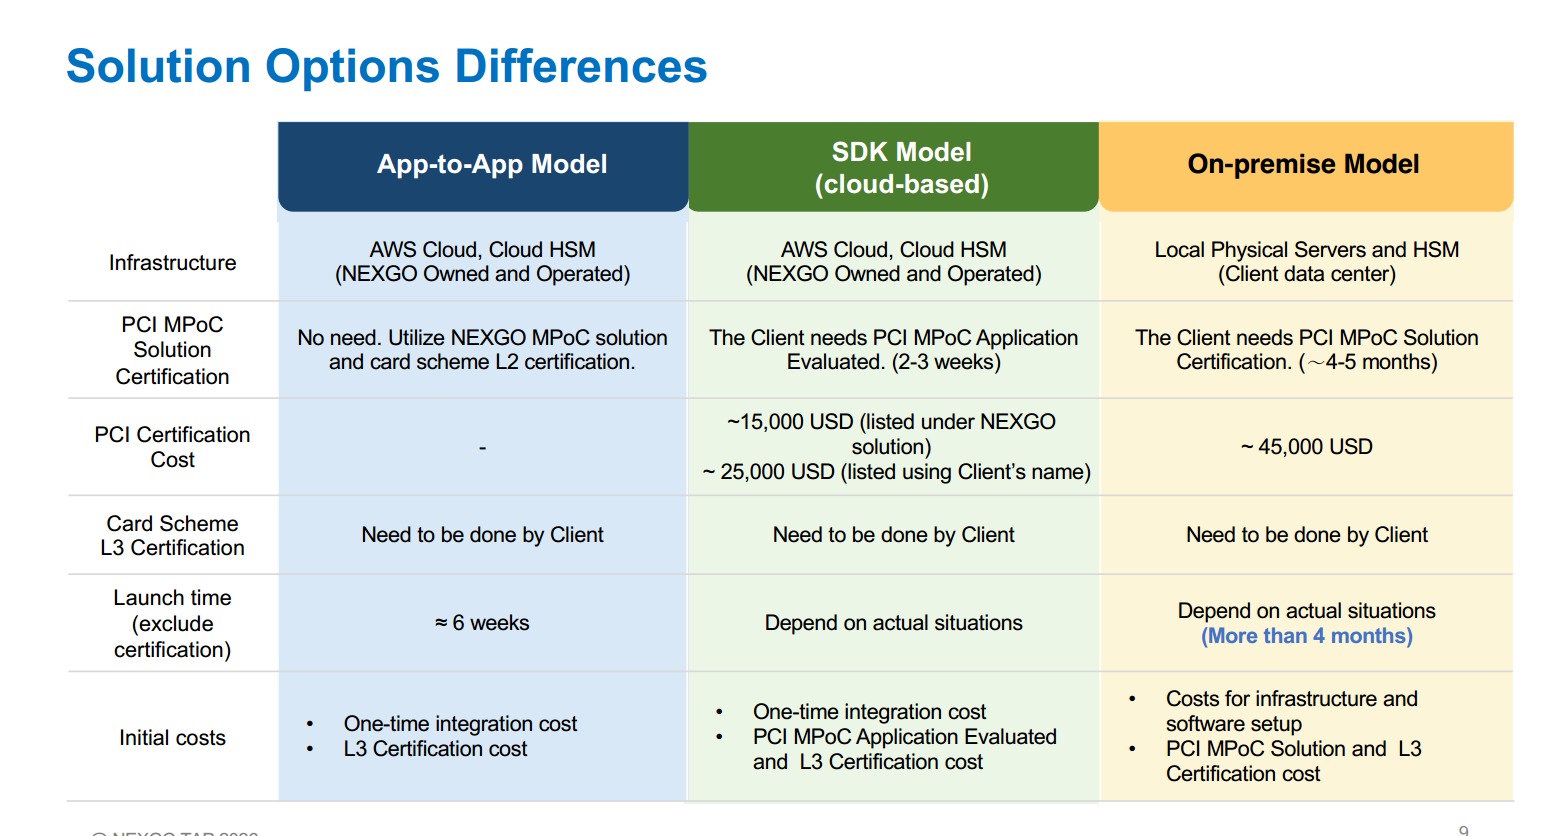 Solution Options Differences
App-to-App Model
SDK Model
(cloud-based)
On-premise Model
Infrastructure
AWS Cloud, Cloud HSM
(NEXGO Owned and Operated)
AWS Cloud, Cloud HSM
(NEXGO Owned and Operated)
Local Physical Servers and HSM
(Client data center)
PCI MPoC
Solution
Certification
No need. Utilize NEXGO MPoC solution
and card scheme L2 certification.
The Client needs PCI MPoC Application
Evaluated. (2-3 weeks)
The Client needs PCI MPoC Solution
Certification. (～4-5 months)
PCI Certification
Cost
-
~15,000 USD (listed under NEXGO
solution)
~ 25,000 USD (listed using Client’s name)
~ 45,000 USD
Card Scheme
L3 Certification
Need to be done by Client
Need to be done by Client
Need to be done by Client
Launch time
(exclude
certification)
≈ 6 weeks
Depend on actual situations
Depend on actual situations
(More than 4 months)
Initial costs
• One-time integration cost
• L3 Certification cost
• One-time integration cost
• PCI MPoC Application Evaluated
and L3 Certification cost
• Costs for infrastructure and
software setup
• PCI MPoC Solution and L3
Certification cost
© NEXGO TAP
9